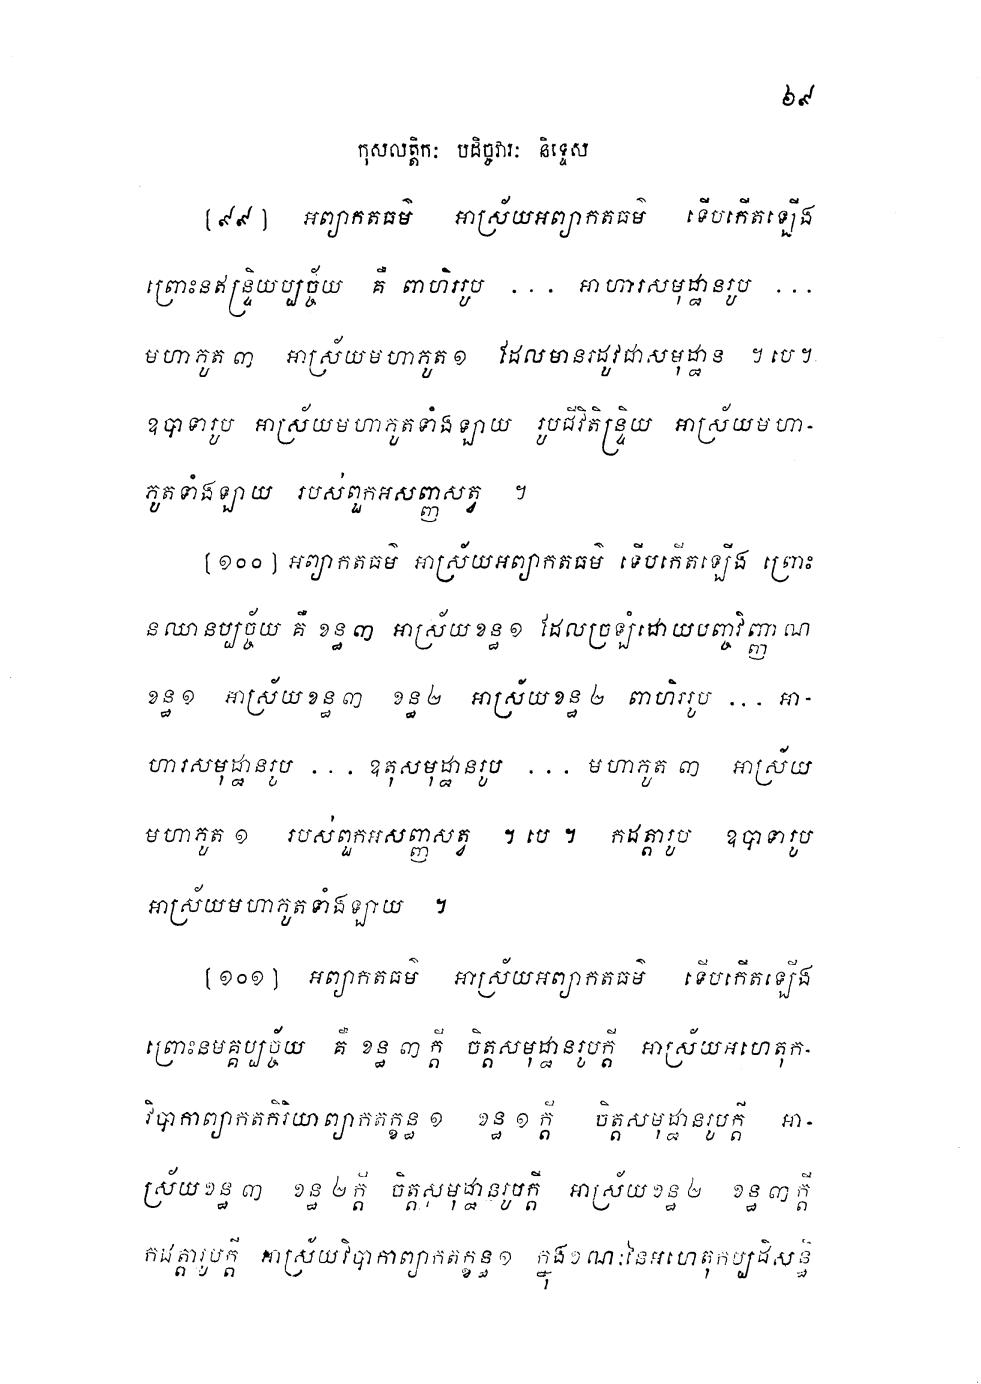 ៦៩
កុសលត្តិក: បដិច្ចវារ: និទ្ទេស
[៩៩] អព្យាកតធម៌ អាស្រ័យអព្យាកតធម៌ ទើបកើតឡើង
ព្រោះនឥន្ទ្រិយប្បច្ច័យ គឺ ពាហិររូប ... អាហារសមុដ្ឋានរូប ...
មហាភូត ៣ អាស្រ័យមហាភូត ១ ដែលមានរដូវជាសមុដ្ឋាន ។ បេ ។
ឧបាទារូប អាស្រ័យមហាភូតទាំងឡាយ រូបជីវិតិន្ទ្រិយ អាស្រ័យមហា-
ភូតទាំងឡាយ របស់ពួកអសញ្ញសត្វ ។
[១០០] អព្យាកតធម៌ អាស្រ័យអព្យាកតធម៌ ទើបកើតឡើង ព្រោះ
នឈានប្បច្ច័យ គឺ ខន្ធ ៣ អាស្រ័យខន្ធ ១ ដែលច្រឡំដោយបញ្ចវិញ្ញាណ
ខន្ធ ១ អាស្រ័យខន្ធ ៣ ខន្ធ ២ អាស្រ័យខន្ធ ២ ពាហិររូប ... អា-
ហារសមុដ្ឋានរូប ... ឧតុសមុដ្ឋានរូប ... មហាភូត ៣ អាស្រ័យ
មហាភូត ១ របស់ពួកអសញ្ញសត្វ ។ បេ ។ កដត្តារូប ឧបាទារូប
អាស្រ័យមហាភូតទាំងឡាយ ។
[១០១] អព្យាកតធម៌ អាស្រ័យអព្យាកតធម៌ ទើបកើតឡើង
ព្រោះនមគ្គប្បច្ច័យ គឺ ខន្ធ ៣ ក្តី ចិត្តសមុដ្ឋានរូបក្តី អាស្រ័យអហេតុក-
វិបាកាព្យាកតកិរិយាព្យាកតក្ខន្ធ ១ ខន្ធ ១ ក្តី ចិត្តសមុដ្ឋានរូបក្តី អា-
ស្រ័យខន្ធ ៣ ខន្ធ ២ ក្តី ចិត្តសមុដ្ឋានរូបក្តី អាស្រ័យខន្ធ ២ ខន្ធ ៣ ក្តី
កដត្តារូបក្តី អាស្រ័យវិបាកាព្យាកតក្ខន្ធ ១ ក្នុងខណ:នៃអហេតុកប្បដិសន្ធិ